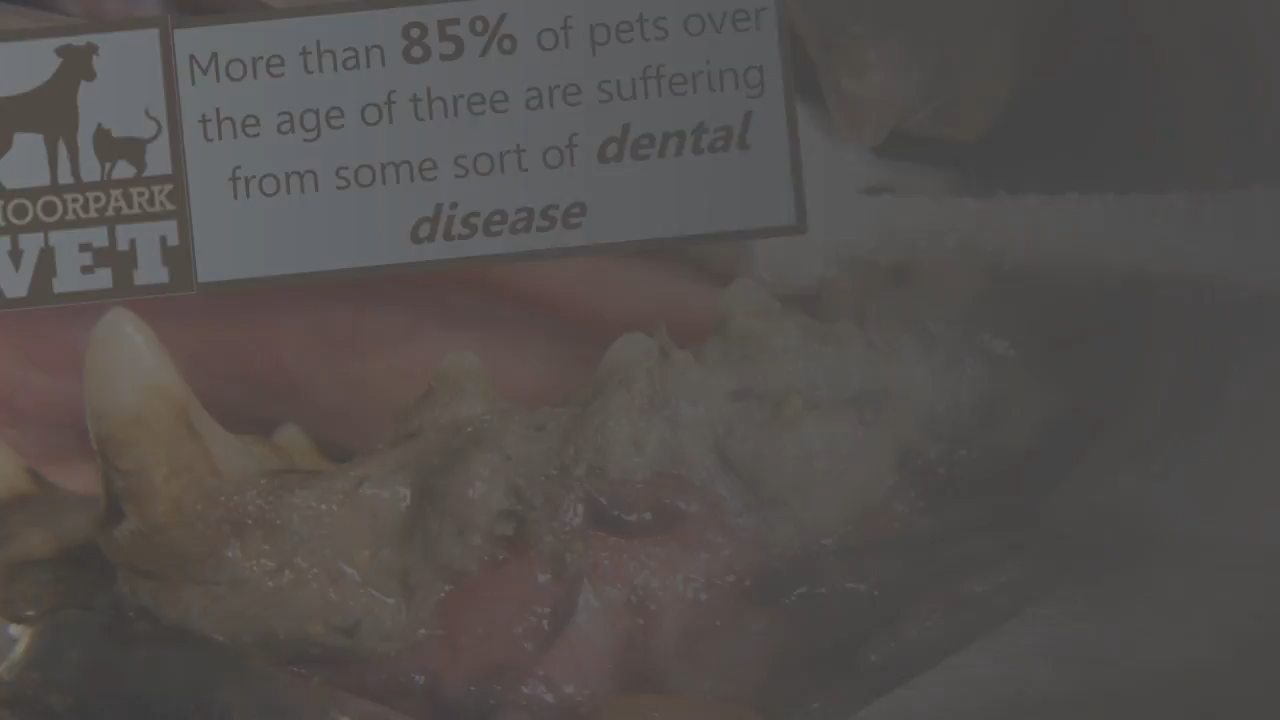 More than 85% of pets over
the age of three are suffering
from some sort of dental
disease
MOORPARK
VET